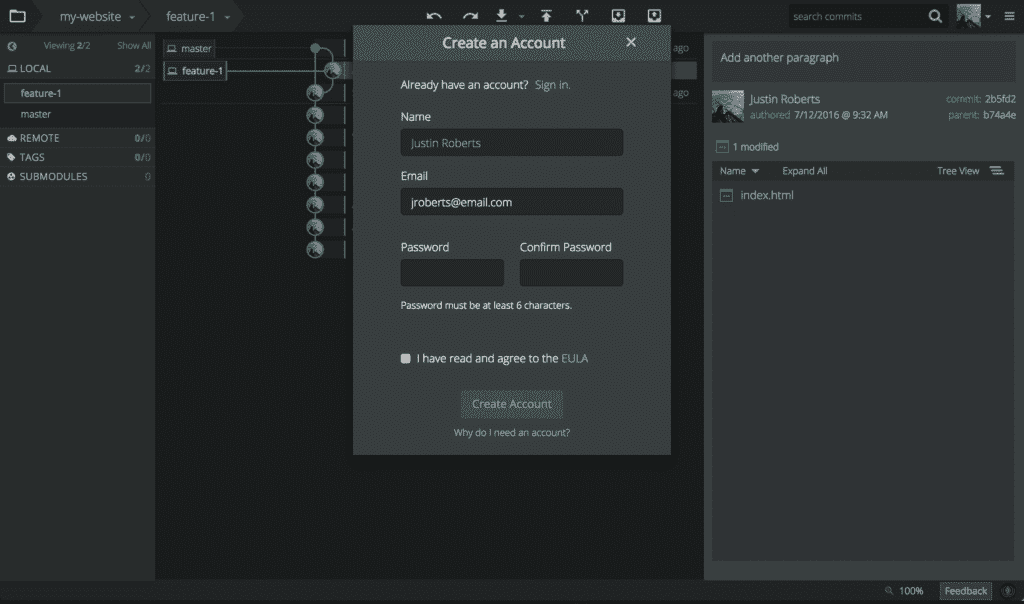 my-website
feature-1
search commits
Viewing 2/2
Show All
LOCAL
2/2
feature-1
master
REMOTE
0/0
TAGS
0/0
SUBMODULES
0
master
feature-1
ago
ago
Create an Account
Already have an account? Sign in.
Name
Justin Roberts
Email
jroberts@email.com
Password
Confirm Password
Password must be at least 6 characters.
I have read and agree to the EULA
Create Account
Why do I need an account?
Add another paragraph
Justin Roberts
authored 7/12/2016 @ 9:32 AM
commit: 2b5fd2
parent: b74a4e
1 modified
Name
Expand All
Tree View
index.html
100%
Feedback